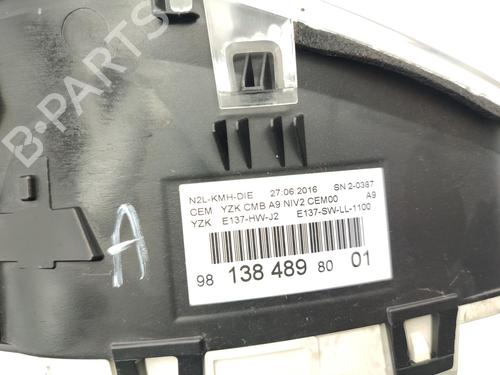 B-PARTS
N2L-KMH-DIE 27.06.2016 SN 2-0387
CEM YZK CMB A9 NIV2 CEM00 A9
YZK E137-HW-J2 E137-SW-LL-1100
98 138 489 80 01
A